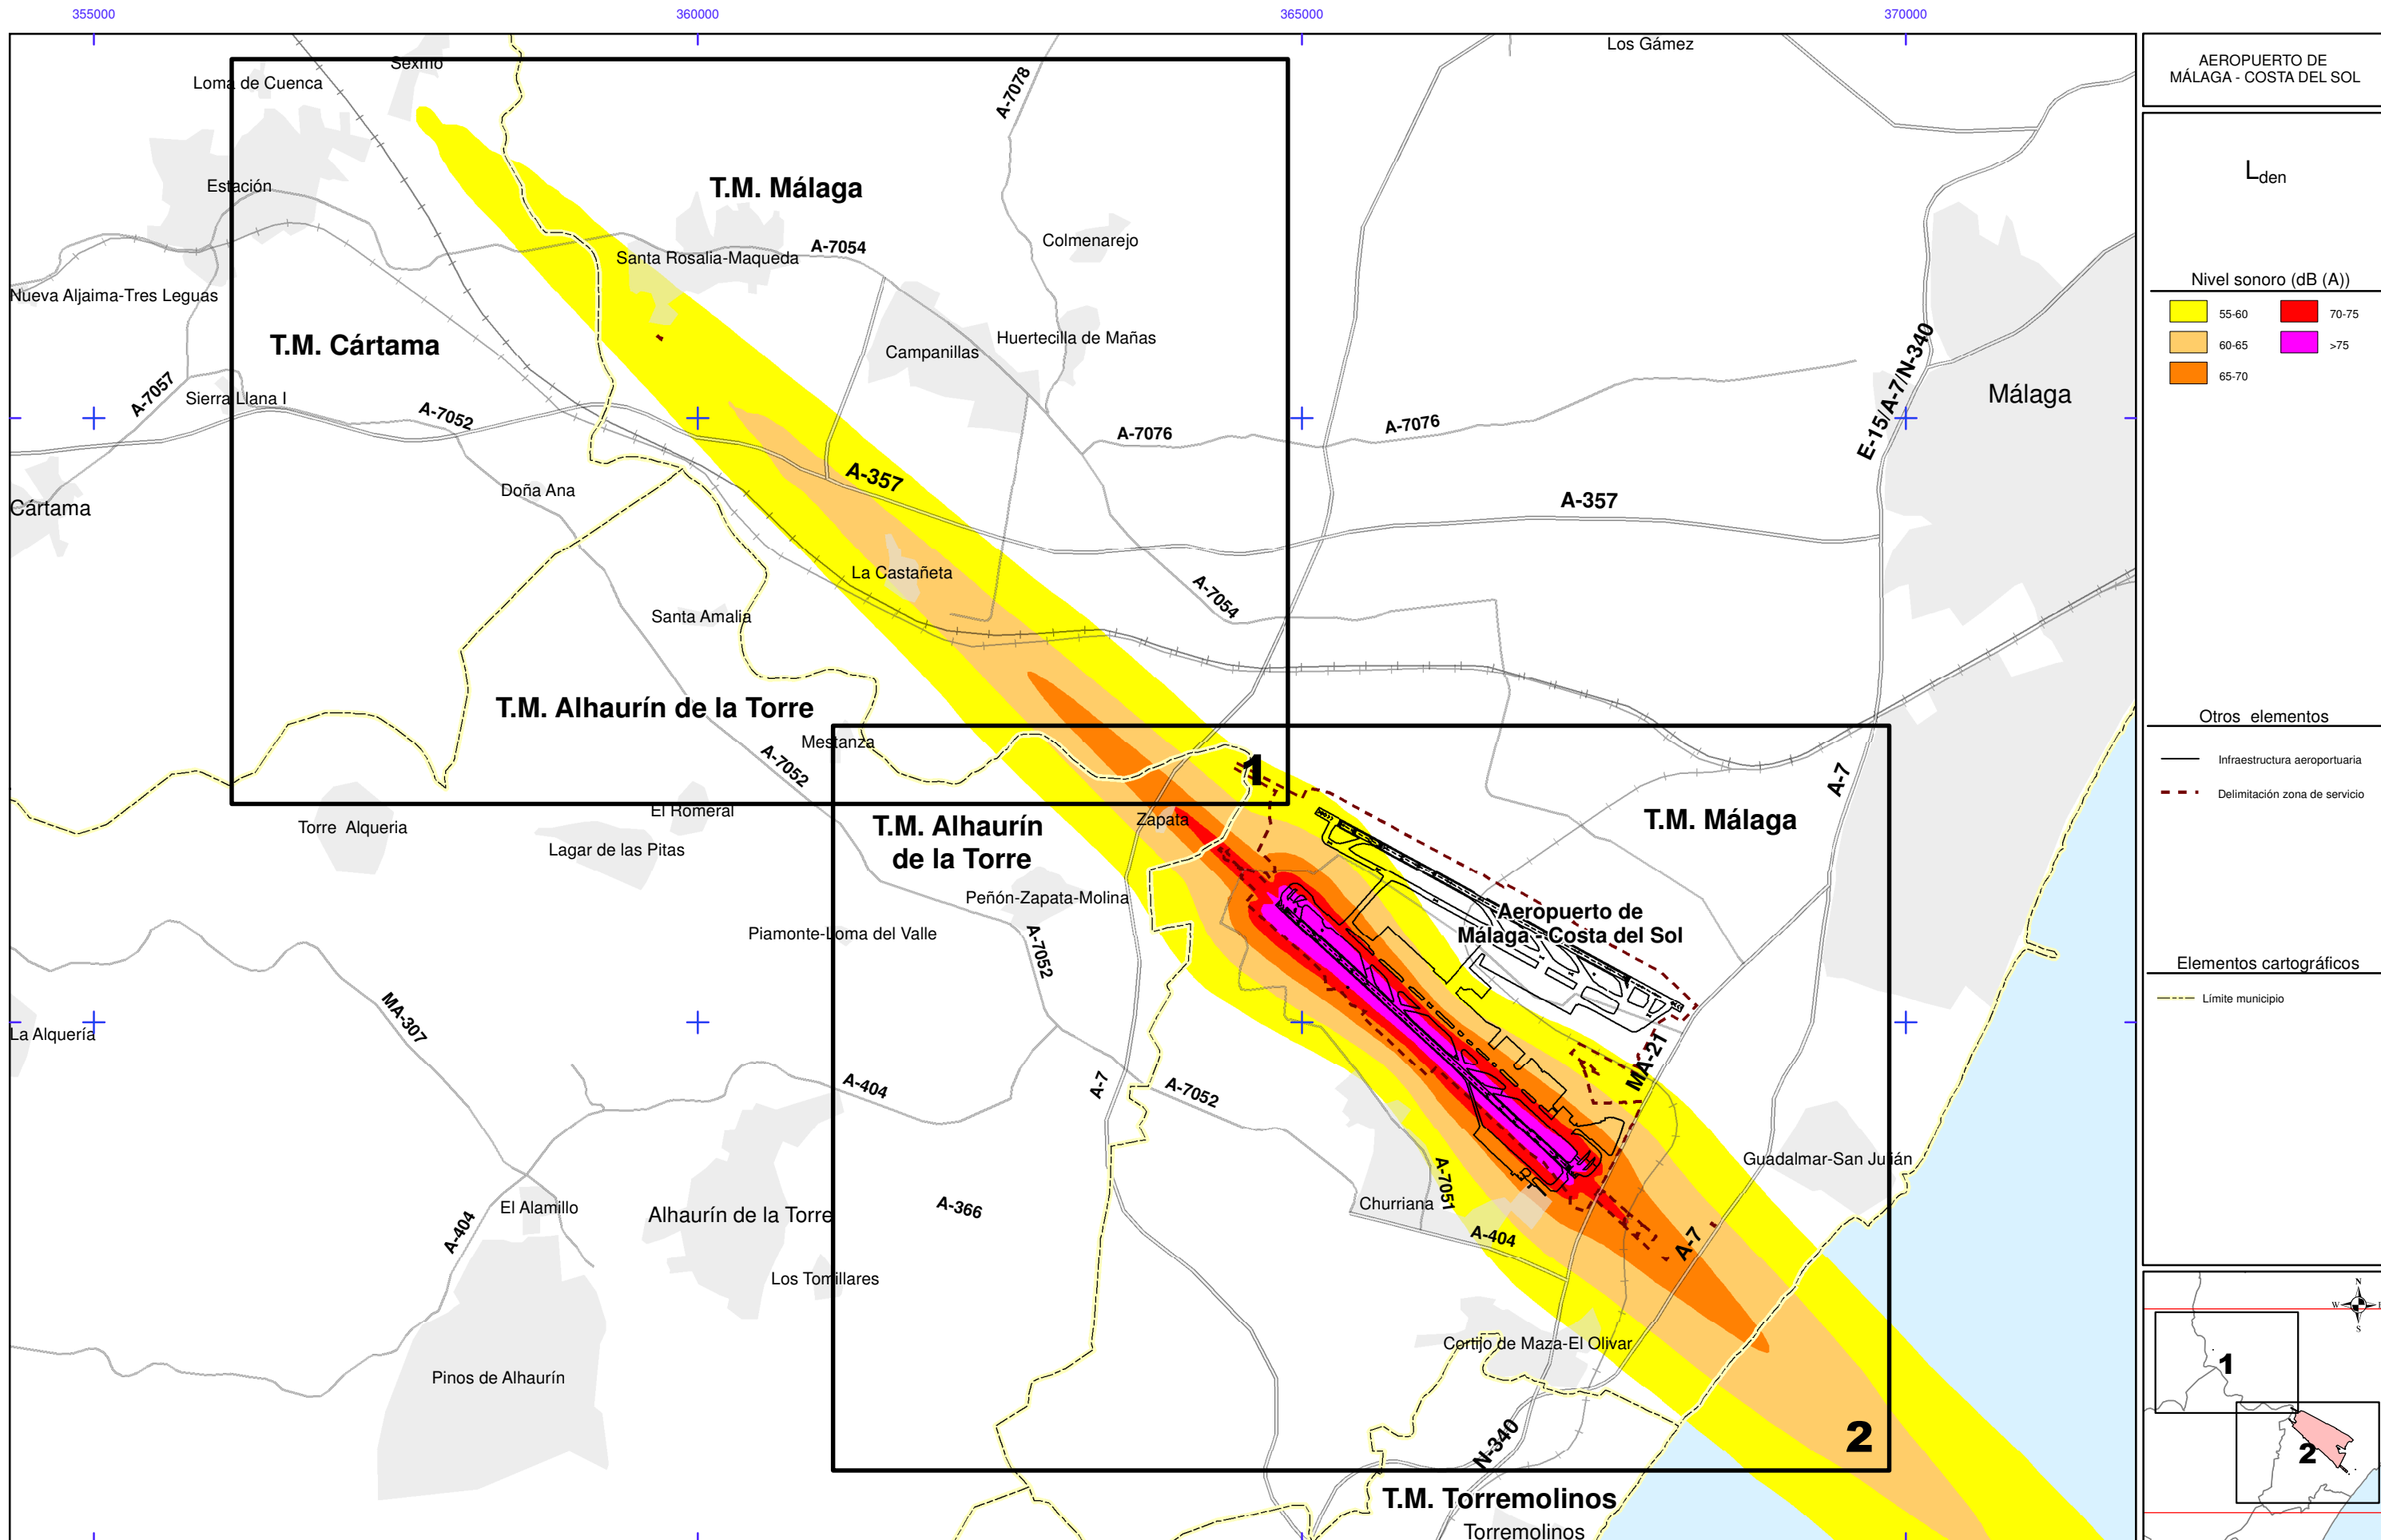 355000
360000
365000
370000
Sexmo
Loma de Cuenca
Los Gámez
A-7078
Estación
T.M. Málaga
A-7054
Santa Rosalia-Maqueda
Colmenarejo
Nueva Aljaima-Tres Leguas
T.M. Cártama
Huertecilla de Mañas
Campanillas
E-15/A-7/N-340
Málaga
A-7057
Sierra Llana I
A-7052
A-7076
A-7076
A-357
A-357
Doña Ana
Cártama
La Castañeta
A-7054
Santa Amalia
T.M. Alhaurín de la Torre
Mestanza
A-7052
1
A-7
El Romeral
Torre Alqueria
Zapata
T.M. Alhaurín
de la Torre
T.M. Málaga
Lagar de las Pitas
Peñón-Zapata-Molina
Aeropuerto de
Málaga - Costa del Sol
Piamonte-Loma del Valle
A-7052
MA-307
La Alquería
MA-21
A-404
A-7
A-7052
Guadalmar-San Julián
A-7051
Churriana
El Alamillo
Alhaurín de la Torre
A-366
A-404
A-404
A-7
Los Tomillares
Cortijo de Maza-El Olivar
Pinos de Alhaurín
2
N-340
T.M. Torremolinos
Torremolinos
AEROPUERTO DE
MÁLAGA - COSTA DEL SOL
Lden
Nivel sonoro (dB (A))
55-60
70-75
60-65
>75
65-70
Otros elementos
Infraestructura aeroportuaria
Delimitación zona de servicio
Elementos cartográficos
Límite municipio
N
W
E
S
1
2